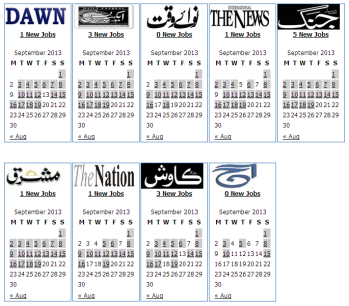 DAWN
1 New Jobs
September 2013
M T W T F S S
1
2 3 4 5 6 7 8
9 10 11 12 13 14 15
16 17 18 19 20 21 22
23 24 25 26 27 28 29
30
« Aug
3 New Jobs
September 2013
M T W T F S S
1
2 3 4 5 6 7 8
9 10 11 12 13 14 15
16 17 18 19 20 21 22
23 24 25 26 27 28 29
30
« Aug
نوائے وقت
0 New Jobs
September 2013
M T W T F S S
1
2 3 4 5 6 7 8
9 10 11 12 13 14 15
16 17 18 19 20 21 22
23 24 25 26 27 28 29
30
« Aug
INTERNATIONAL
THE NEWS
1 New Jobs
September 2013
M T W T F S S
1
2 3 4 5 6 7 8
9 10 11 12 13 14 15
16 17 18 19 20 21 22
23 24 25 26 27 28 29
30
« Aug
جنگ
5 New Jobs
September 2013
M T W T F S S
1
2 3 4 5 6 7 8
9 10 11 12 13 14 15
16 17 18 19 20 21 22
23 24 25 26 27 28 29
30
« Aug
مشرق
1 New Jobs
September 2013
M T W T F S S
1
2 3 4 5 6 7 8
9 10 11 12 13 14 15
16 17 18 19 20 21 22
23 24 25 26 27 28 29
30
« Aug
The Nation
1 New Jobs
September 2013
M T W T F S S
1
2 3 4 5 6 7 8
9 10 11 12 13 14 15
16 17 18 19 20 21 22
23 24 25 26 27 28 29
30
« Aug
کاوش
3 New Jobs
September 2013
M T W T F S S
1
2 3 4 5 6 7 8
9 10 11 12 13 14 15
16 17 18 19 20 21 22
23 24 25 26 27 28 29
30
« Aug
آج
0 New Jobs
September 2013
M T W T F S S
1
2 3 4 5 6 7 8
9 10 11 12 13 14 15
16 17 18 19 20 21 22
23 24 25 26 27 28 29
30
« Aug